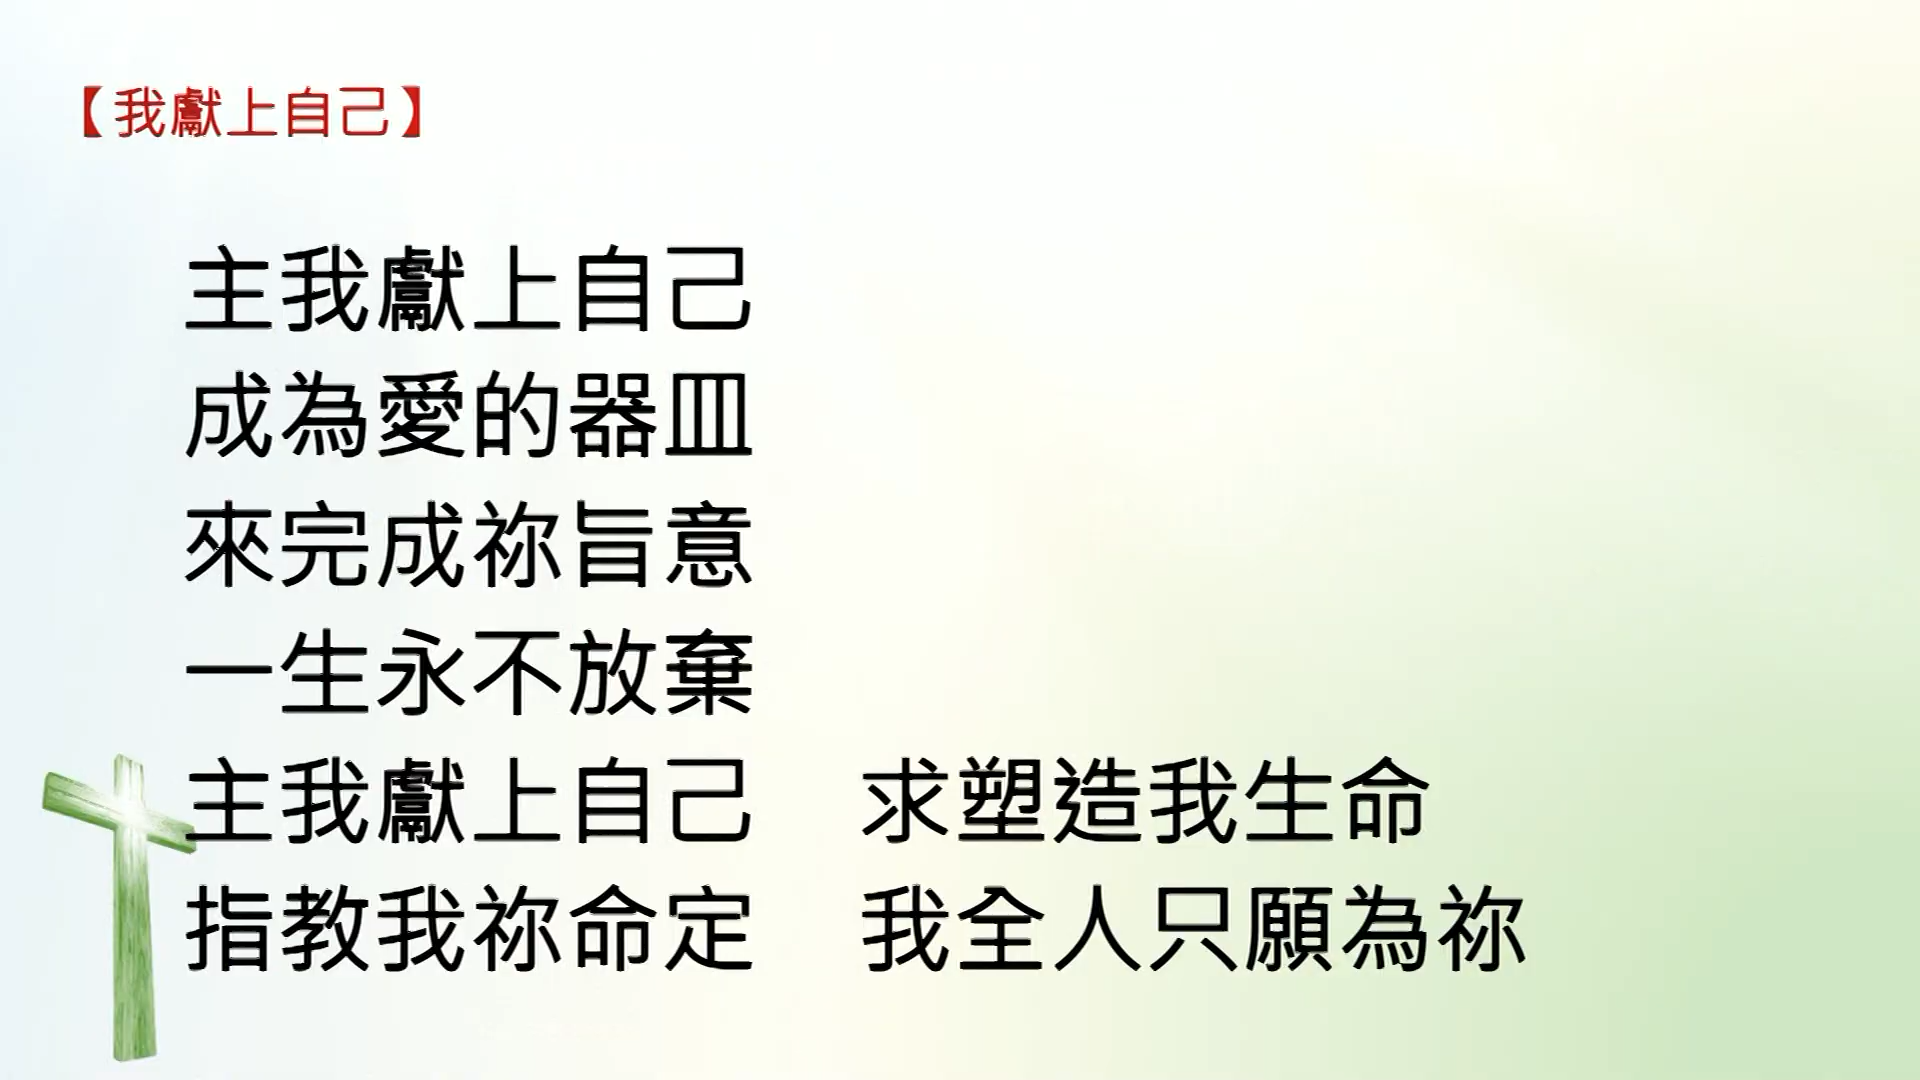 【我獻上自己】
主我獻上自己
成為愛的器皿
來完成祢旨意
一生永不放棄
主我獻上自己　求塑造我生命
指教我祢命定　我全人只願為祢